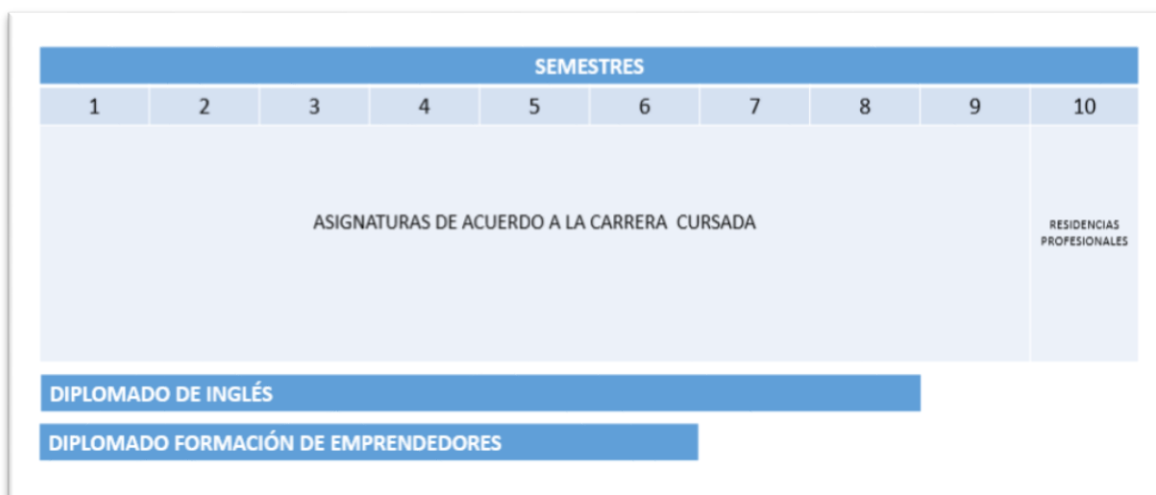 SEMESTRES
1 2 3 4 5 6 7 8 9 10
ASIGNATURAS DE ACUERDO A LA CARRERA CURSADA
RESIDENCIAS
PROFESIONALES
DIPLOMADO DE INGLÉS
DIPLOMADO FORMACIÓN DE EMPRENDEDORES